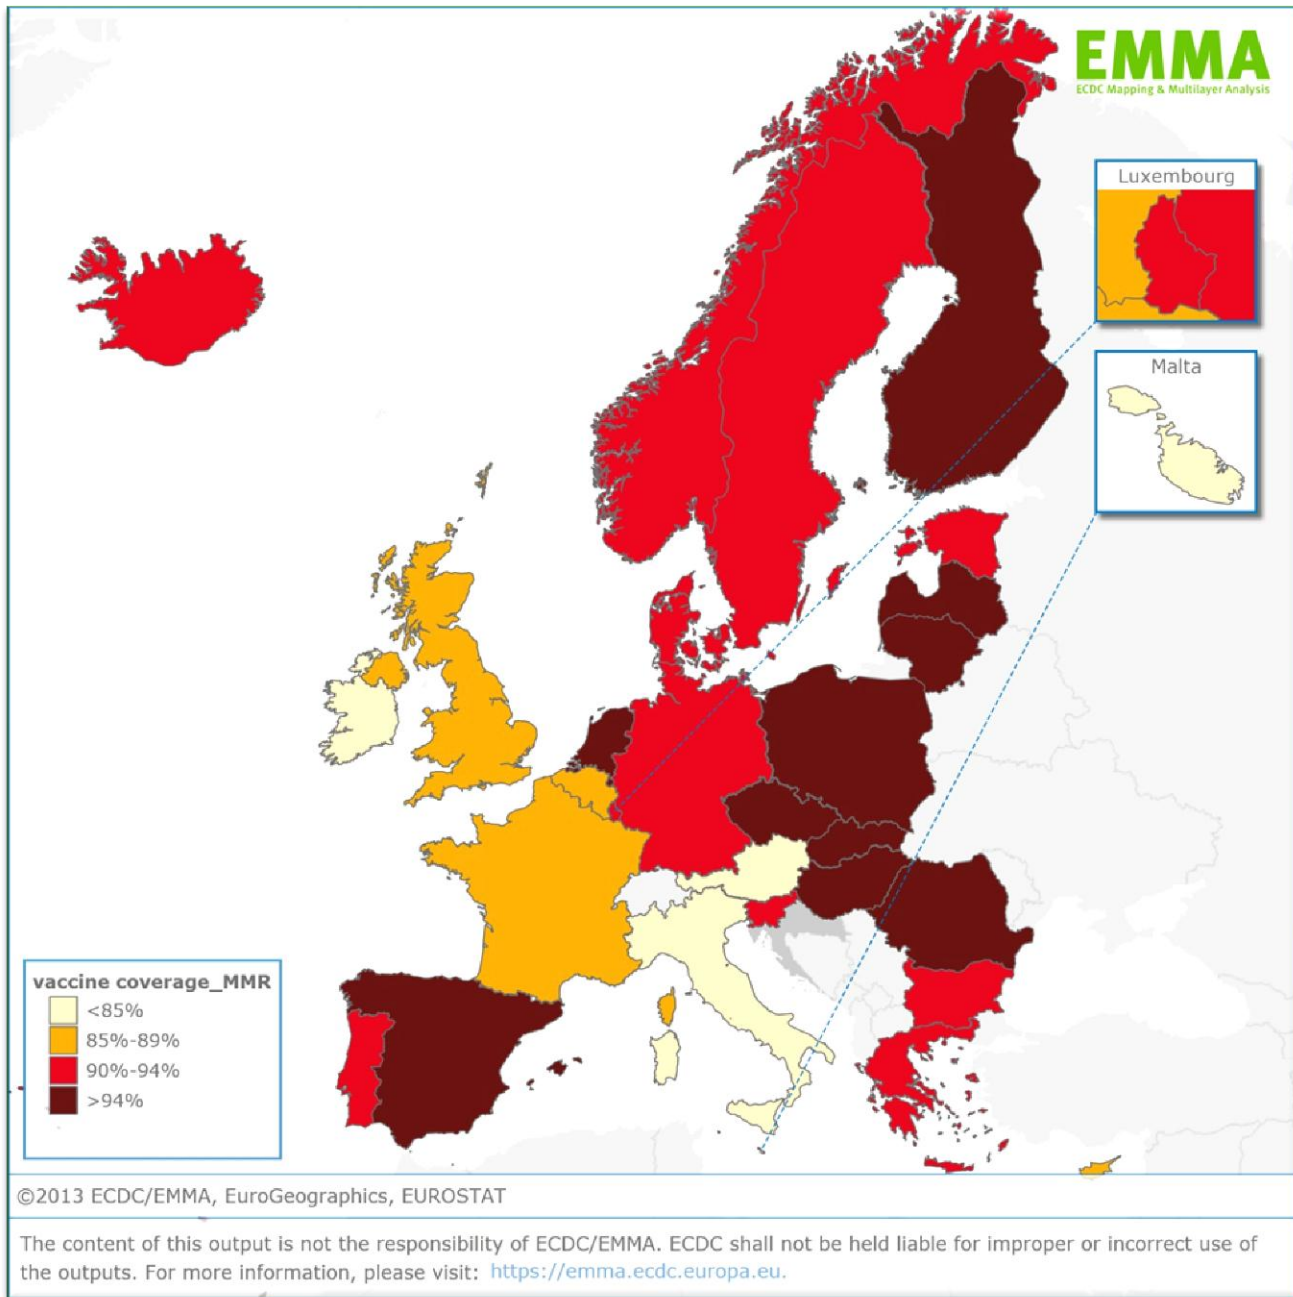 EMMA
ECDC Mapping & Multilayer Analysis
Luxembourg
Malta
vaccine coverage_MMR
<85%
85%-89%
90%-94%
>94%
©2013 ECDC/EMMA, EuroGeographics, EUROSTAT
The content of this output is not the responsibility of ECDC/EMMA. ECDC shall not be held liable for improper or incorrect use of
the outputs. For more information, please visit: https://emma.ecdc.europa.eu.